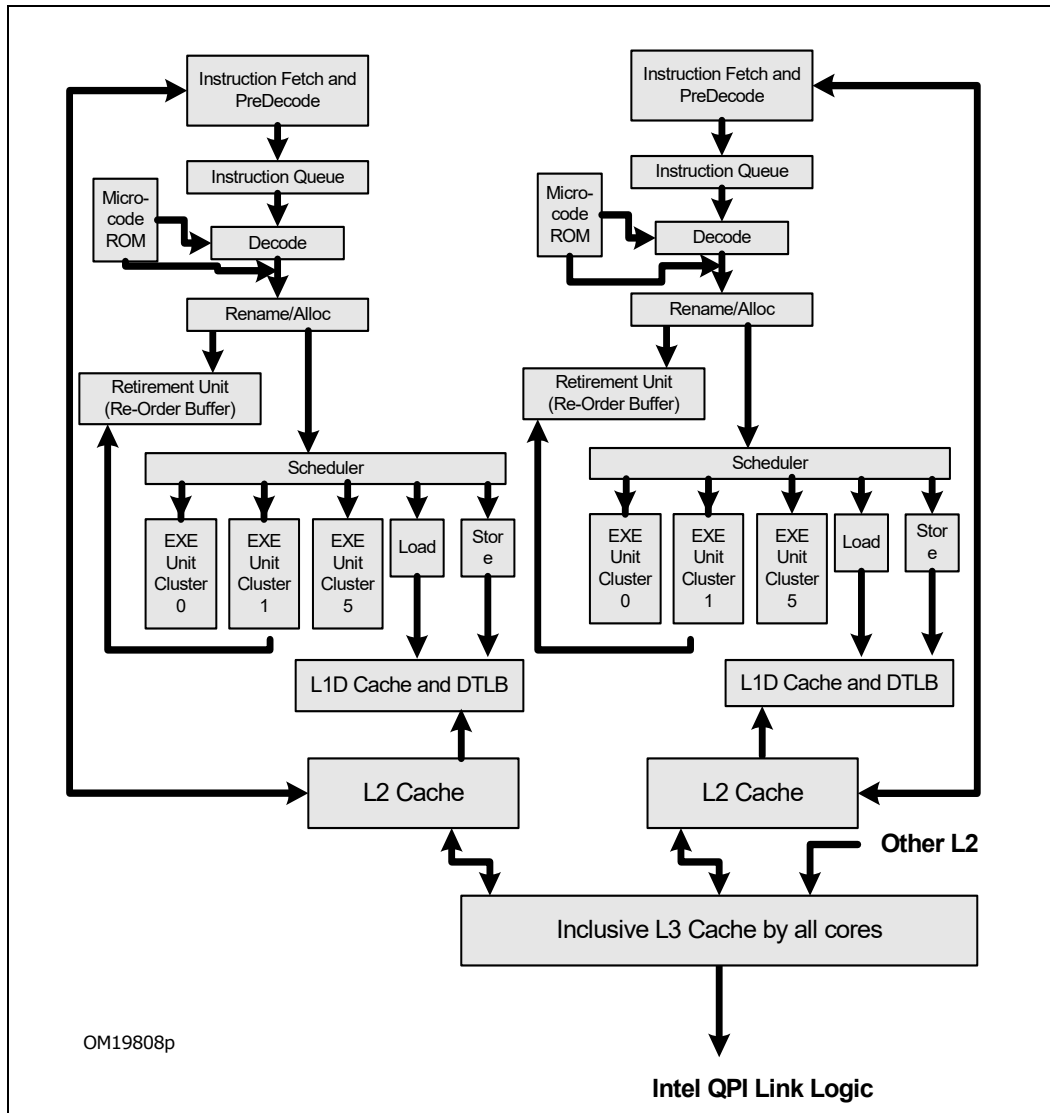 Instruction Fetch and
PreDecode
Instruction Queue
Micro-
code
ROM
Decode
Rename/Alloc
Retirement Unit
(Re-Order Buffer)
Scheduler
EXE
Unit
Cluster
0
EXE
Unit
Cluster
1
EXE
Unit
Cluster
5
Load
Stor
e
L1D Cache and DTLB
L2 Cache
Instruction Fetch and
PreDecode
Instruction Queue
Micro-
code
ROM
Decode
Rename/Alloc
Retirement Unit
(Re-Order Buffer)
Scheduler
EXE
Unit
Cluster
0
EXE
Unit
Cluster
1
EXE
Unit
Cluster
5
Load
Stor
e
L1D Cache and DTLB
L2 Cache
Other L2
Inclusive L3 Cache by all cores
OM19808p
Intel QPI Link Logic